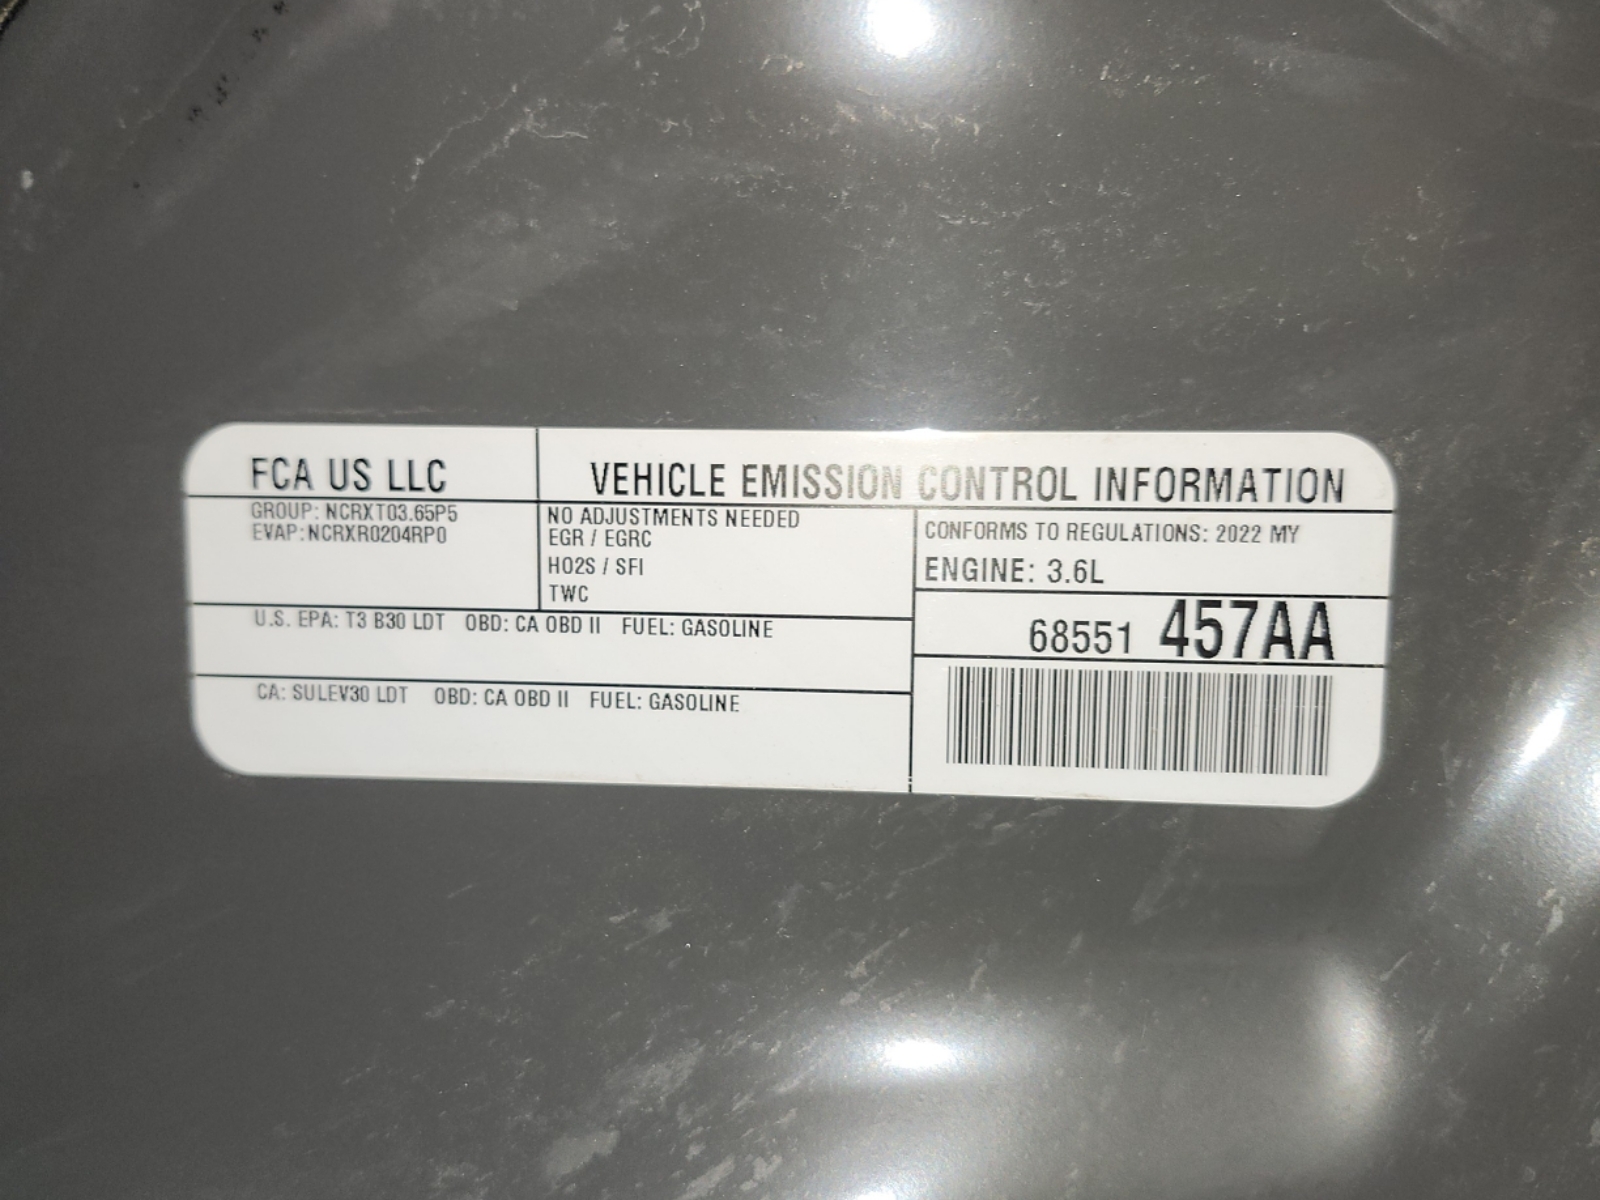 FCA US LLC
VEHICLE EMISSION CONTROL INFORMATION
GROUP: NCRXT03.65P5
EVAP:NCRXR0204RP0
NO ADJUSTMENTS NEEDED
EGR / EGRC
HO2S / SFI
TWC
CONFORMS TO REGULATIONS: 2022 MY
ENGINE: 3.6L
U.S. EPA: T3 B30 LDT OBD: CA OBD II FUEL: GASOLINE
68551 457AA
CA: SULEV30 LDT OBD: CA OBD II FUEL: GASOLINE